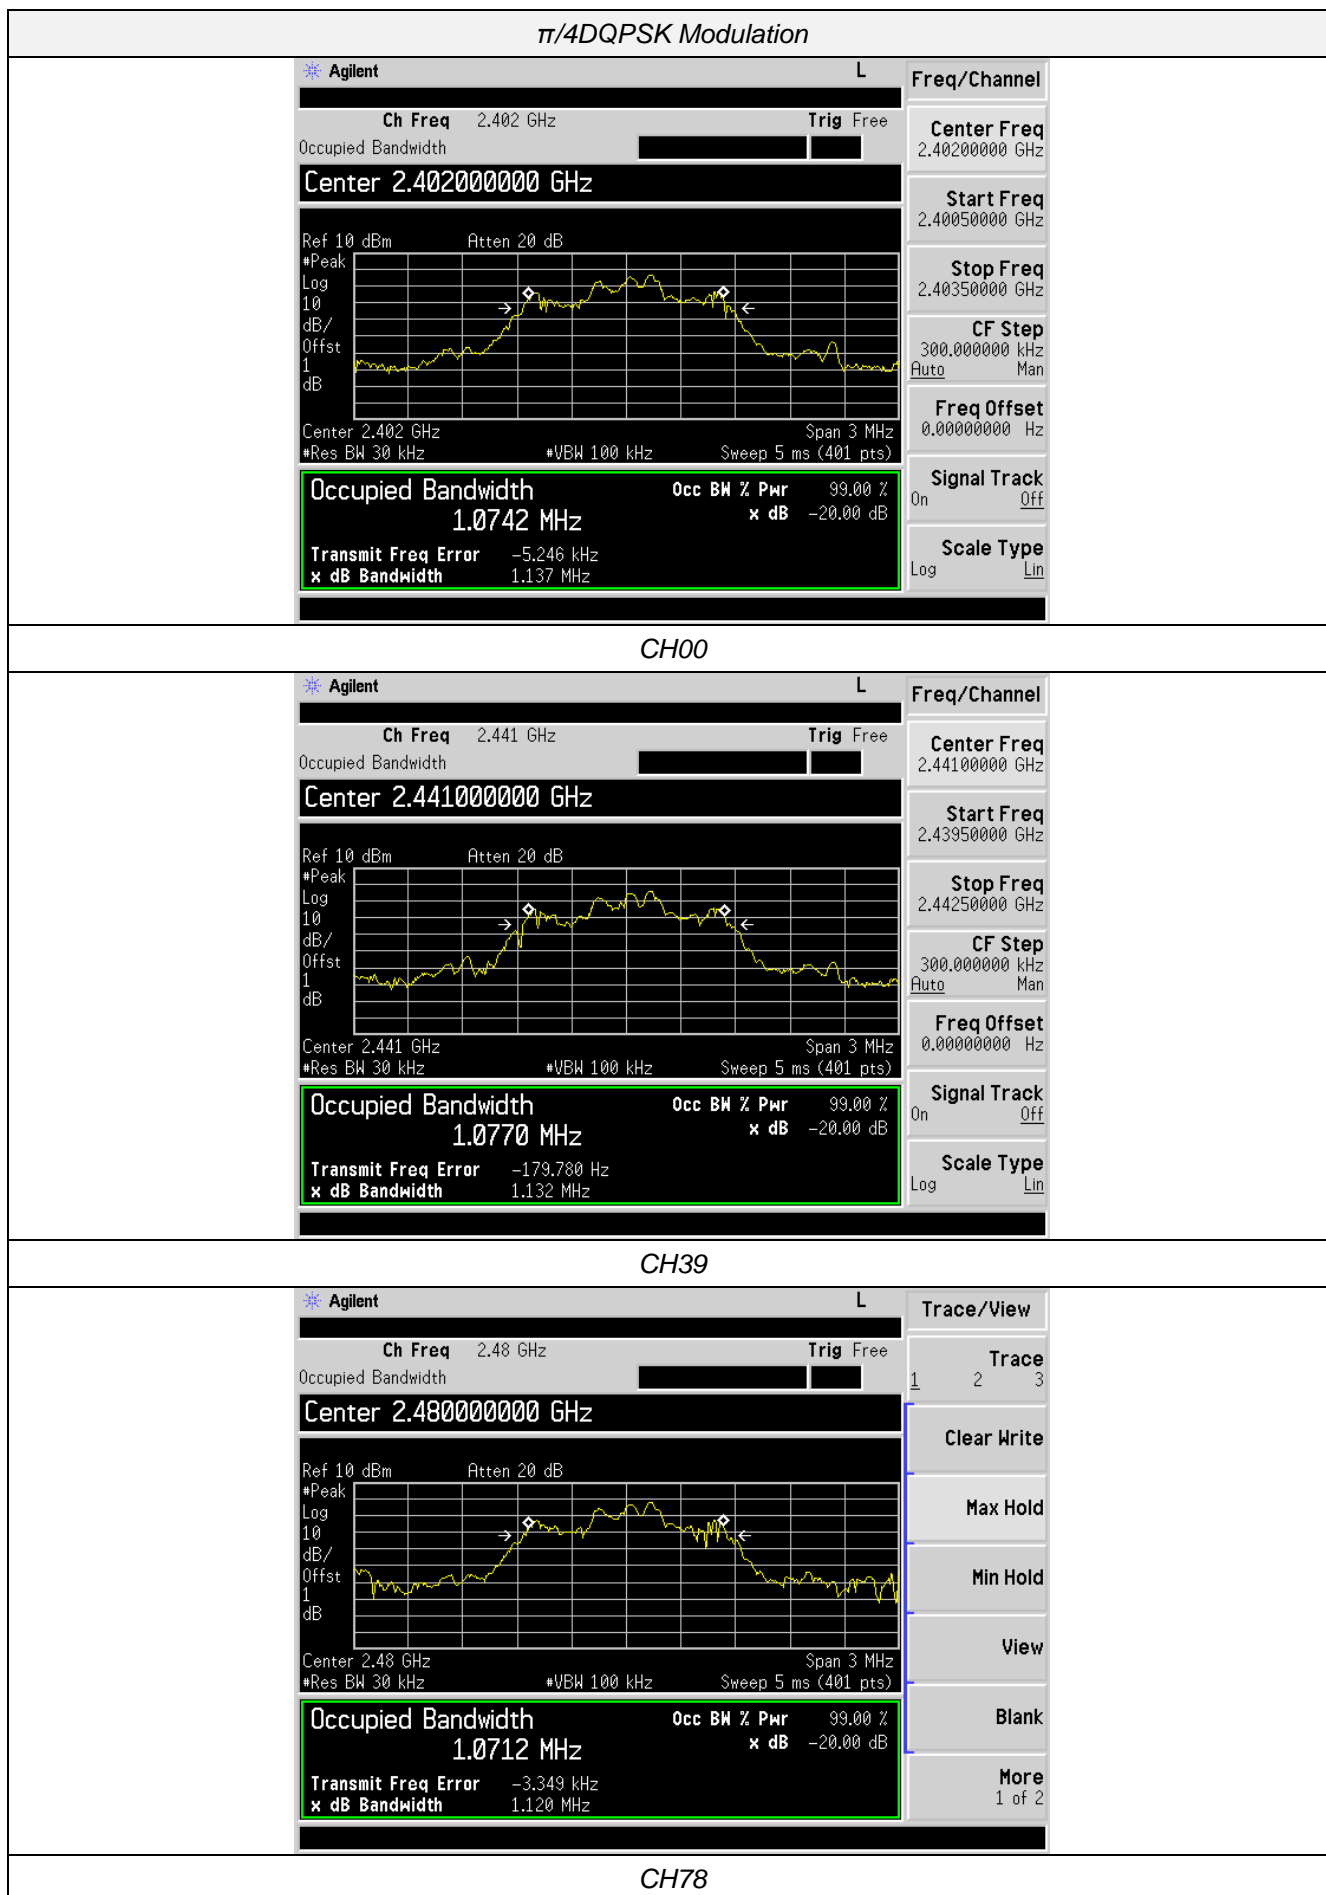 π/4DQPSK Modulation
Agilent L Freq/Channel
Ch Freq 2.402 GHz Trig Free
Occupied Bandwidth
Center Freq
2.40200000 GHz
Center 2.402000000 GHz
Start Freq
2.40050000 GHz
Ref 10 dBm Atten 20 dB
#Peak
Log
10
dB/
Offst
1
dB
Stop Freq
2.40350000 GHz
CF Step
300.000000 kHz
Auto Man
Freq Offset
0.00000000 Hz
Center 2.402 GHz Span 3 MHz
#Res BW 30 kHz #VBW 100 kHz Sweep 5 ms (401 pts)
Signal Track
On Off
Occupied Bandwidth Occ BW % Pwr 99.00 %
1.0742 MHz x dB -20.00 dB
Scale Type
Log Lin
Transmit Freq Error -5.246 kHz
x dB Bandwidth 1.137 MHz
CH00
Agilent L Freq/Channel
Ch Freq 2.441 GHz Trig Free
Occupied Bandwidth
Center Freq
2.44100000 GHz
Center 2.441000000 GHz
Start Freq
2.43950000 GHz
Ref 10 dBm Atten 20 dB
#Peak
Log
10
dB/
Offst
1
dB
Stop Freq
2.44250000 GHz
CF Step
300.000000 kHz
Auto Man
Freq Offset
0.00000000 Hz
Center 2.441 GHz Span 3 MHz
#Res BW 30 kHz #VBW 100 kHz Sweep 5 ms (401 pts)
Signal Track
On Off
Occupied Bandwidth Occ BW % Pwr 99.00 %
1.0770 MHz x dB -20.00 dB
Scale Type
Log Lin
Transmit Freq Error -179.780 Hz
x dB Bandwidth 1.132 MHz
CH39
Agilent L Trace/View
Ch Freq 2.48 GHz Trig Free
Occupied Bandwidth
Trace
1 2 3
Center 2.480000000 GHz
Clear Write
Ref 10 dBm Atten 20 dB
#Peak
Log
10
dB/
Offst
1
dB
Max Hold
Min Hold
View
Center 2.48 GHz Span 3 MHz
#Res BW 30 kHz #VBW 100 kHz Sweep 5 ms (401 pts)
Blank
Occupied Bandwidth Occ BW % Pwr 99.00 %
1.0712 MHz x dB -20.00 dB
More
1 of 2
Transmit Freq Error -3.349 kHz
x dB Bandwidth 1.120 MHz
CH78